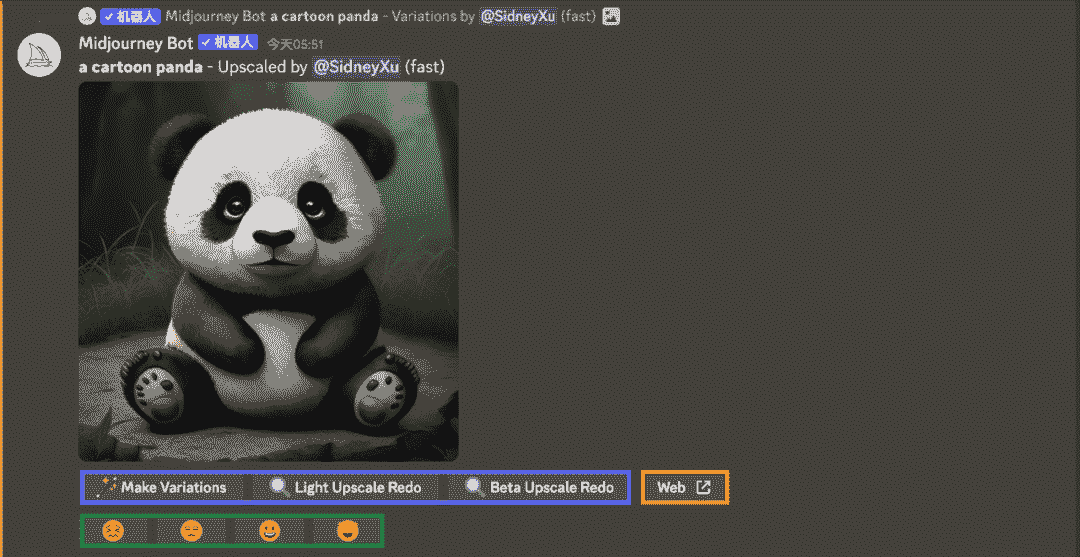 ✓ 机器人 Midjourney Bot a cartoon panda - Variations by @SidneyXu (fast)
Midjourney Bot ✓ 机器人 今天05:51
a cartoon panda - Upscaled by @SidneyXu (fast)
Make Variations Light Upscale Redo Beta Upscale Redo Web